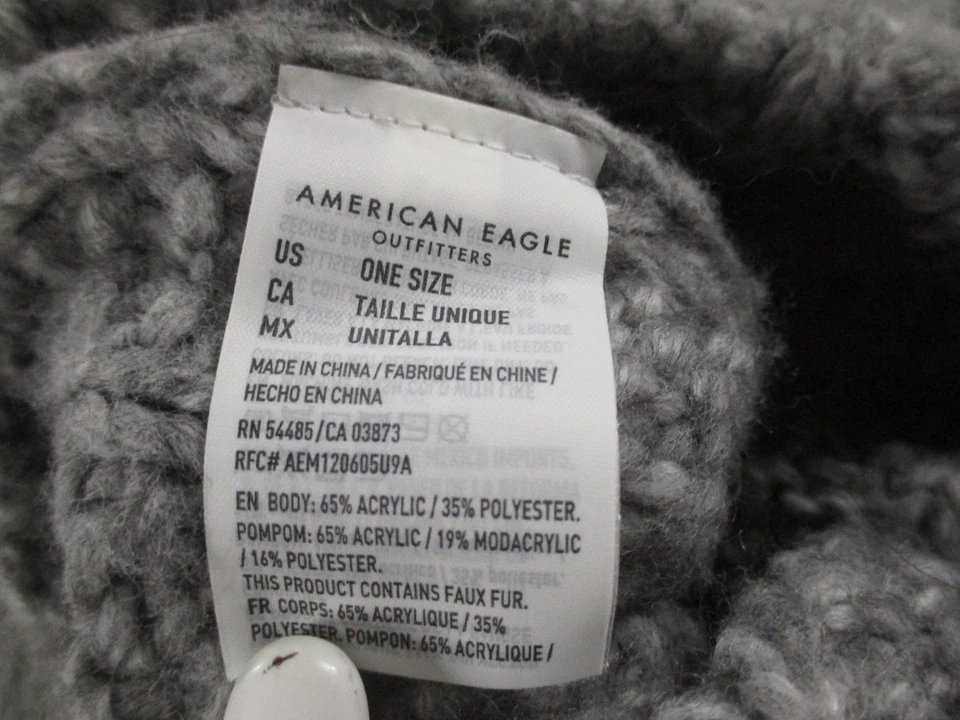 AMERICAN EAGLE
OUTFITTERS
US ONE SIZE
CA TAILLE UNIQUE
MX UNITALLA
MADE IN CHINA / FABRIQUÉ EN CHINE /
HECHO EN CHINA
RN 54485/CA 03873
RFC# AEM120605U9A
EN BODY: 65% ACRYLIC / 35% POLYESTER.
POMPOM: 65% ACRYLIC / 19% MODACRYLIC
/ 16% POLYESTER.
THIS PRODUCT CONTAINS FAUX FUR.
FR CORPS: 65% ACRYLIQUE / 35%
POLYESTER. POMPON: 65% ACRYLIQUE /